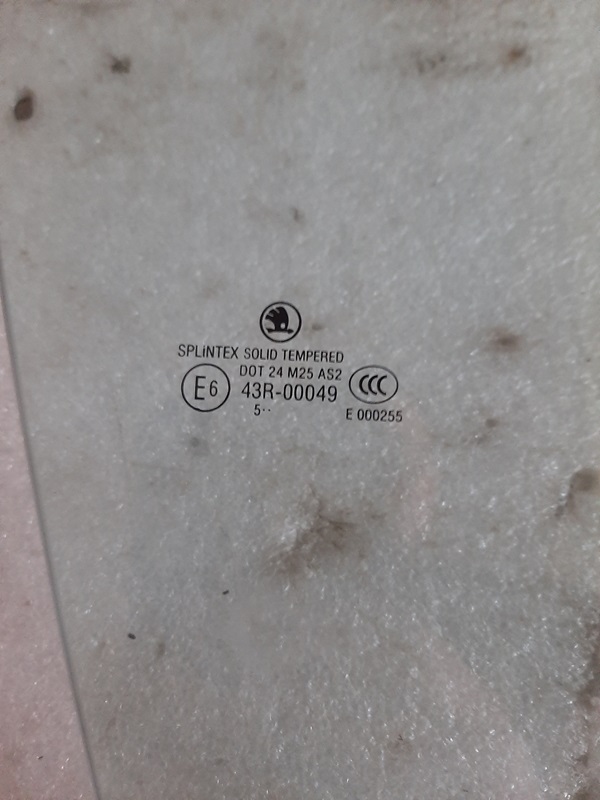 SPLiNTEX SOLID TEMPERED
DOT 24 M25 AS2
E6 43R-00049 CCC
5·· E 000255